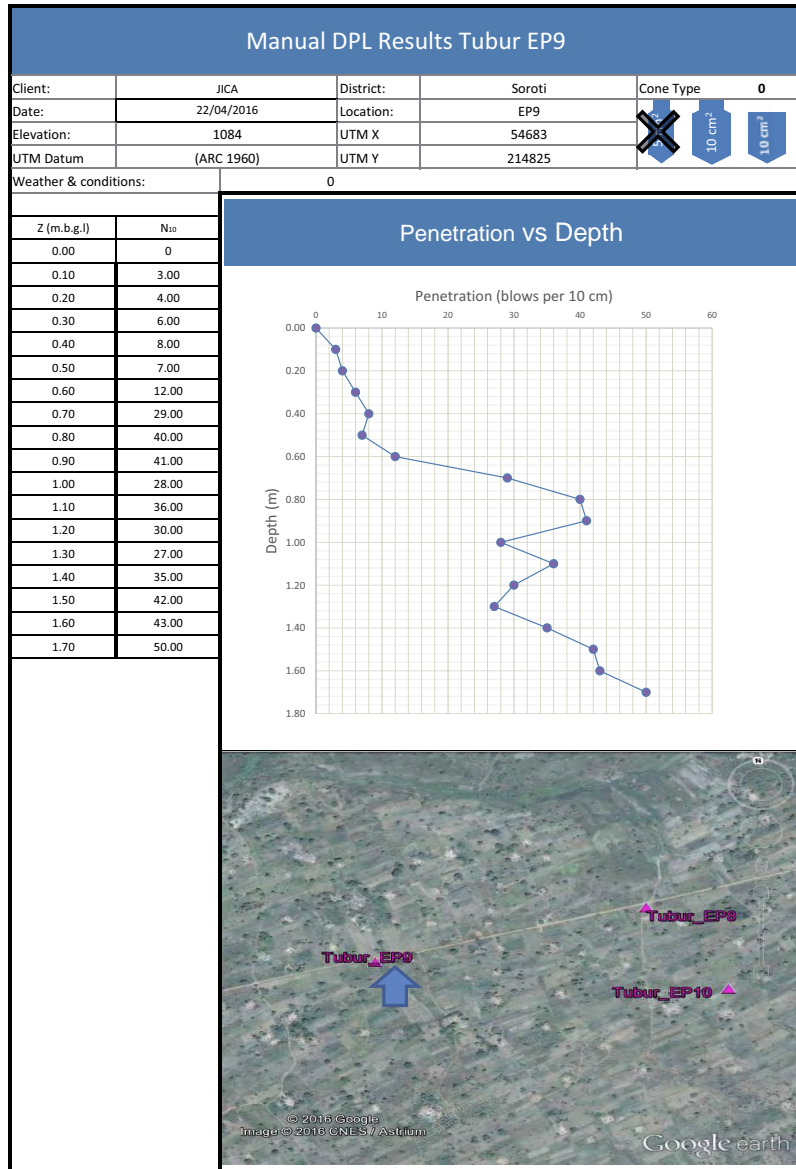 Manual DPL Results Tubur EP9
Client: JICA District: Soroti Cone Type 0
Date: 22/04/2016 Location: EP9
Elevation: 1084 UTM X 54683
UTM Datum (ARC 1960) UTM Y 214825
10 cm²
10 cm²
Weather & conditions: 0
Z (m.b.g.l) N10
0.00 0
0.10 3.00
0.20 4.00
0.30 6.00
0.40 8.00
0.50 7.00
0.60 12.00
0.70 29.00
0.80 40.00
0.90 41.00
1.00 28.00
1.10 36.00
1.20 30.00
1.30 27.00
1.40 35.00
1.50 42.00
1.60 43.00
1.70 50.00
Penetration vs Depth
Penetration (blows per 10 cm)
0 10 20 30 40 50 60
0.00
0.20
0.40
0.60
0.80
1.00
1.20
1.40
1.60
1.80
Depth (m)
N
Tubur_EP8
Tubur_EP9
Tubur_EP10
© 2016 Google
Image © 2016 CNES / Astrium
Google earth